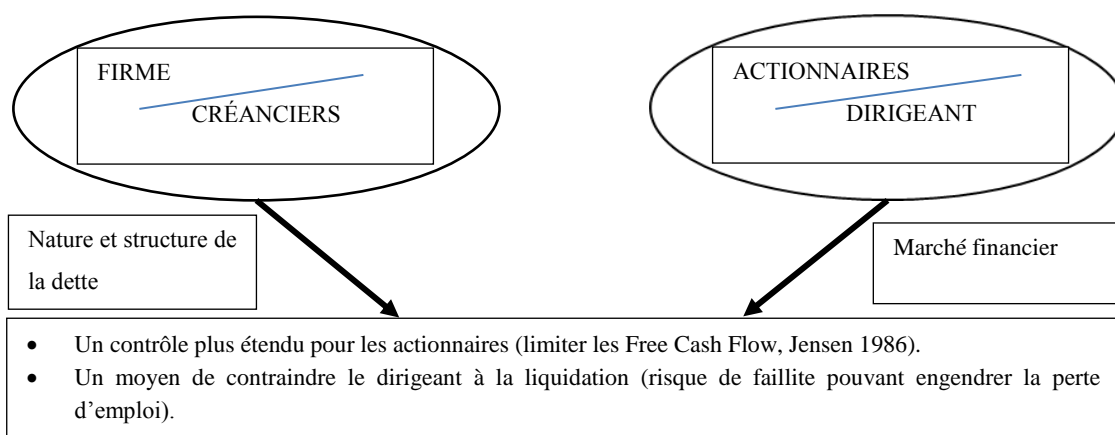 FIRME
CRÉANCIERS
ACTIONNAIRES
DIRIGEANT
Nature et structure de
la dette
Marché financier
• Un contrôle plus étendu pour les actionnaires (limiter les Free Cash Flow, Jensen 1986).
• Un moyen de contraindre le dirigeant à la liquidation (risque de faillite pouvant engendrer la perte
d’emploi).